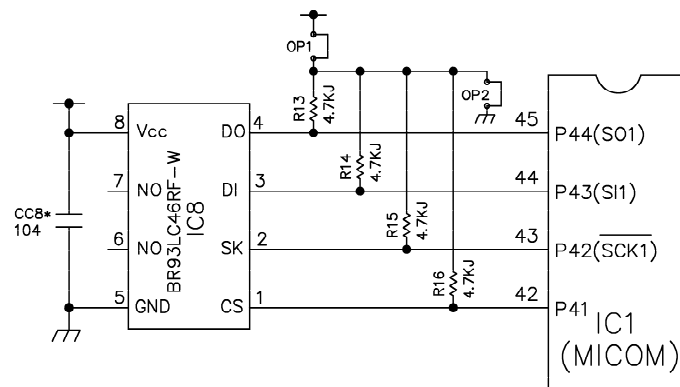 OP1
OP2
R13
4.7KJ
R14
4.7KJ
R15
4.7KJ
R16
4.7KJ
CC8*
104
8 Vcc DO 4
7 NO DI 3
6 NO SK 2
5 GND CS 1
BR93LC46RF-W
IC8
45 P44(SO1)
44 P43(SI1)
43 P42(SCK1)
42 P41
IC1
(MICOM)